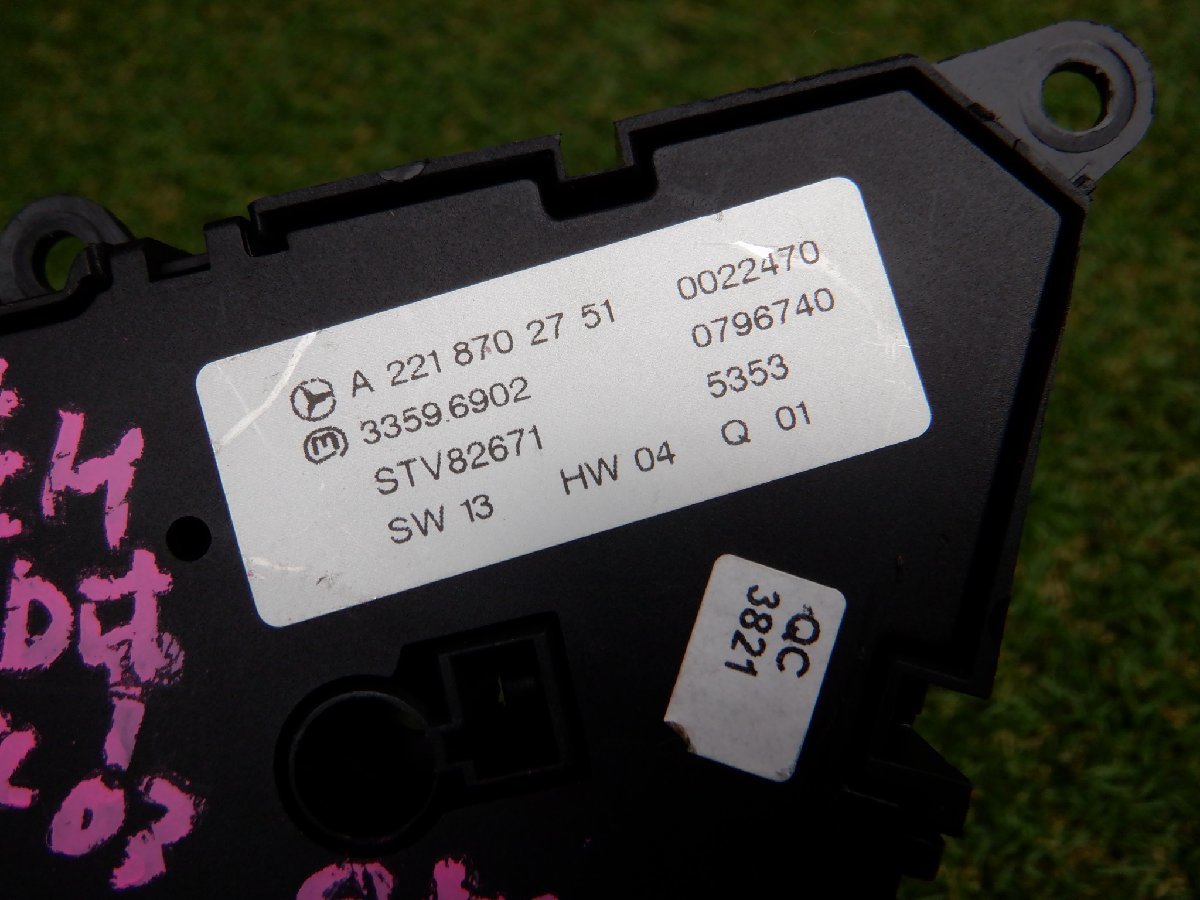 A 221 870 27 51 0022470
3359.6902 0796740
STV82671 5353
SW 13 HW 04 Q 01
QC
3821